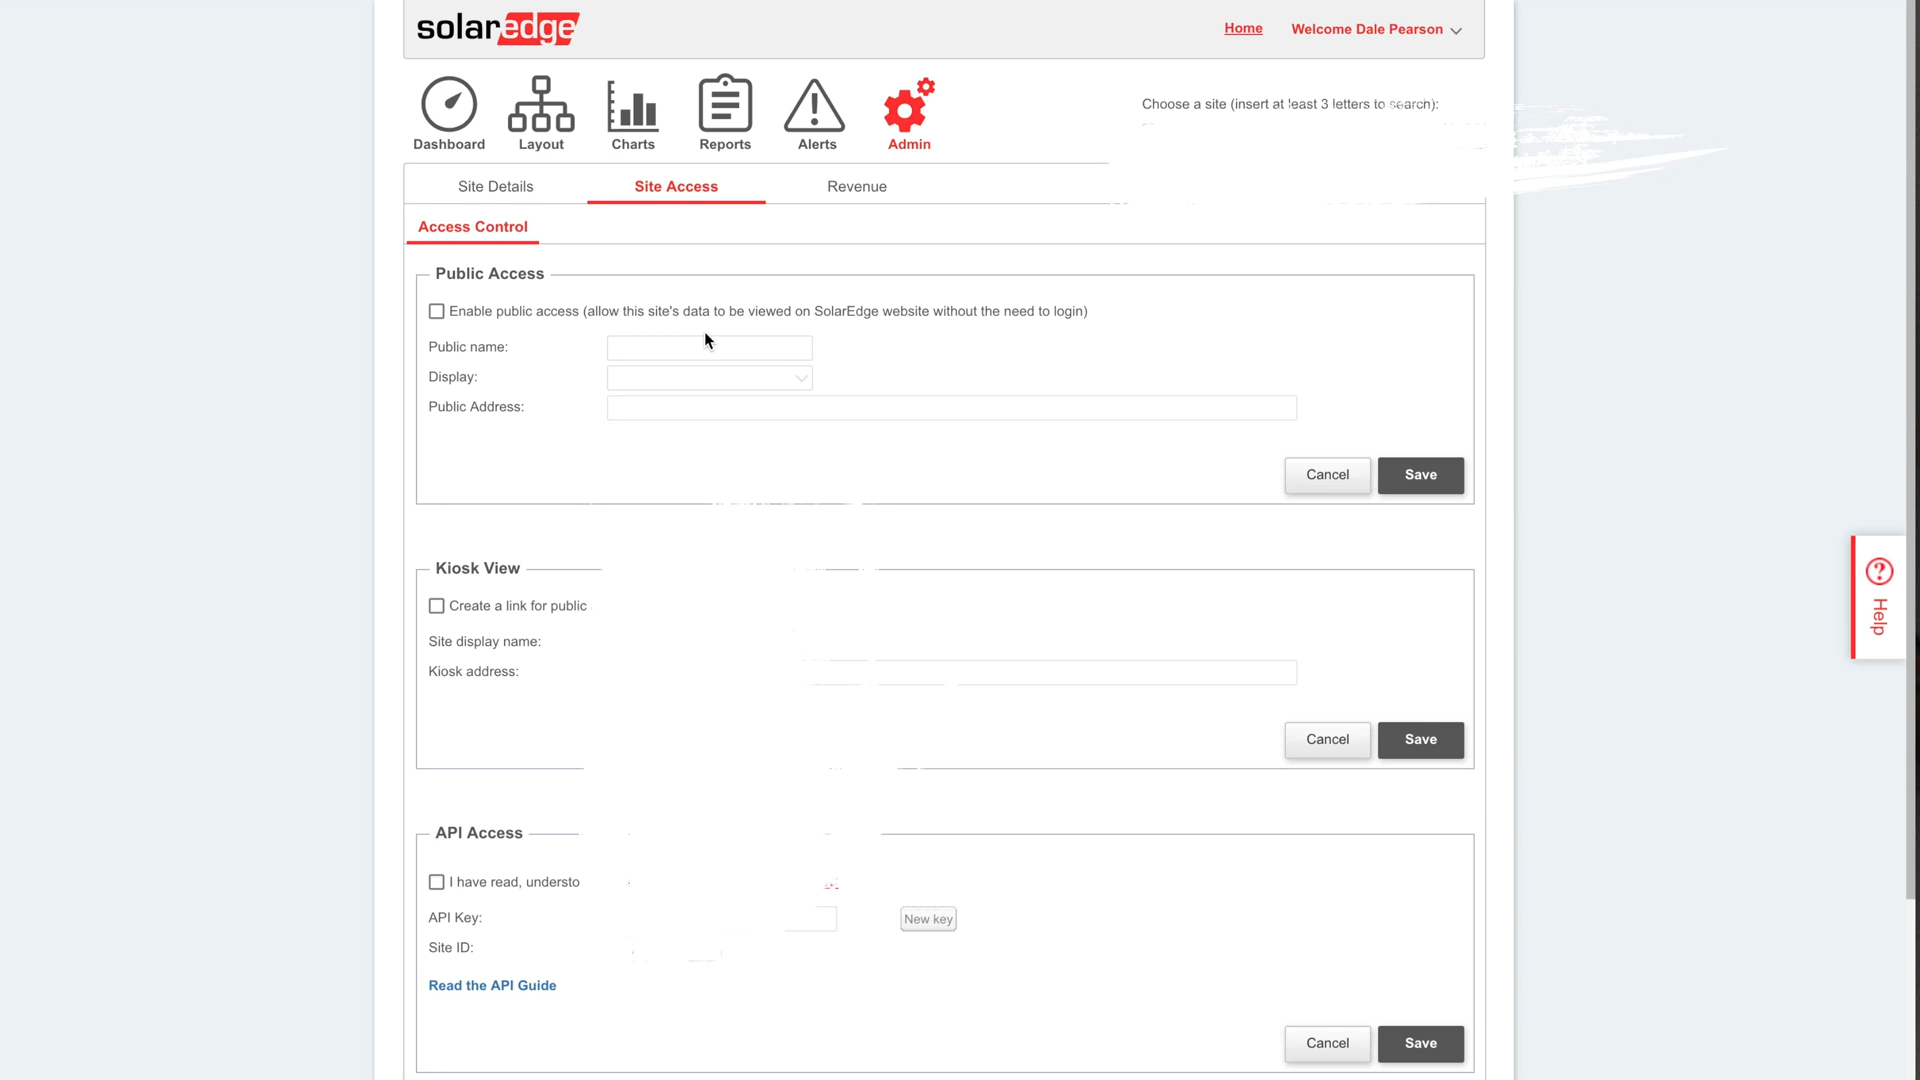 solaredge
Home
Welcome Dale Pearson
Dashboard
Layout
Charts
Reports
Alerts
Admin
Choose a site (insert at least 3 letters to search):
Site Details
Site Access
Revenue
Access Control
Public Access
Enable public access (allow this site's data to be viewed on SolarEdge website without the need to login)
Public name:
Display:
Public Address:
Cancel
Save
Kiosk View
Create a link for public
Site display name:
Kiosk address:
Cancel
Save
Help
API Access
I have read, understo
API Key:
New key
Site ID:
Read the API Guide
Cancel
Save